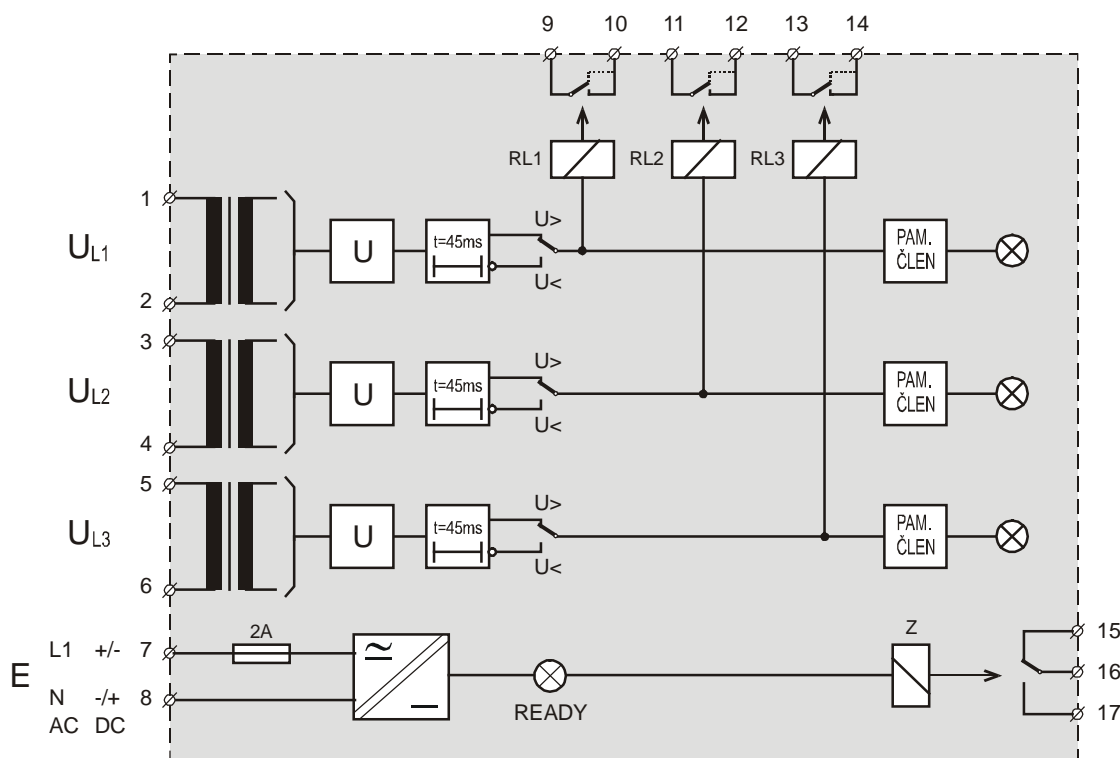 9 10 11 12 13 14
RL1 RL2 RL3
1
U>
UL1 U t=45ms PAM. ČLEN
U<
2
3
U>
UL2 U t=45ms PAM. ČLEN
U<
4
5
U>
UL3 U t=45ms PAM. ČLEN
U<
6
2A Z 15
L1 +/- 7
E 16
N -/+ 8 READY 17
AC DC